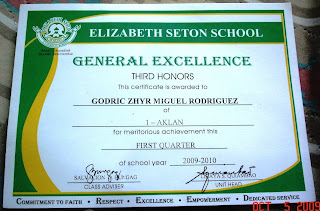 ELIZABETH SETON SCHOOL
GENERAL EXCELLENCE
THIRD HONORS
This certificate is awarded to
GODRIC ZHYR MIGUEL RODRIGUEZ
of
1 – AKLAN
for meritorious achievement this
FIRST QUARTER
of school year 2009-2010
CLASS ADVISER
UNIT HEAD
COMMITMENT TO FAITH • RESPECT • EXCELLENCE • EMPOWERMENT • DEDICATED SERVICE
OCT 5 2009